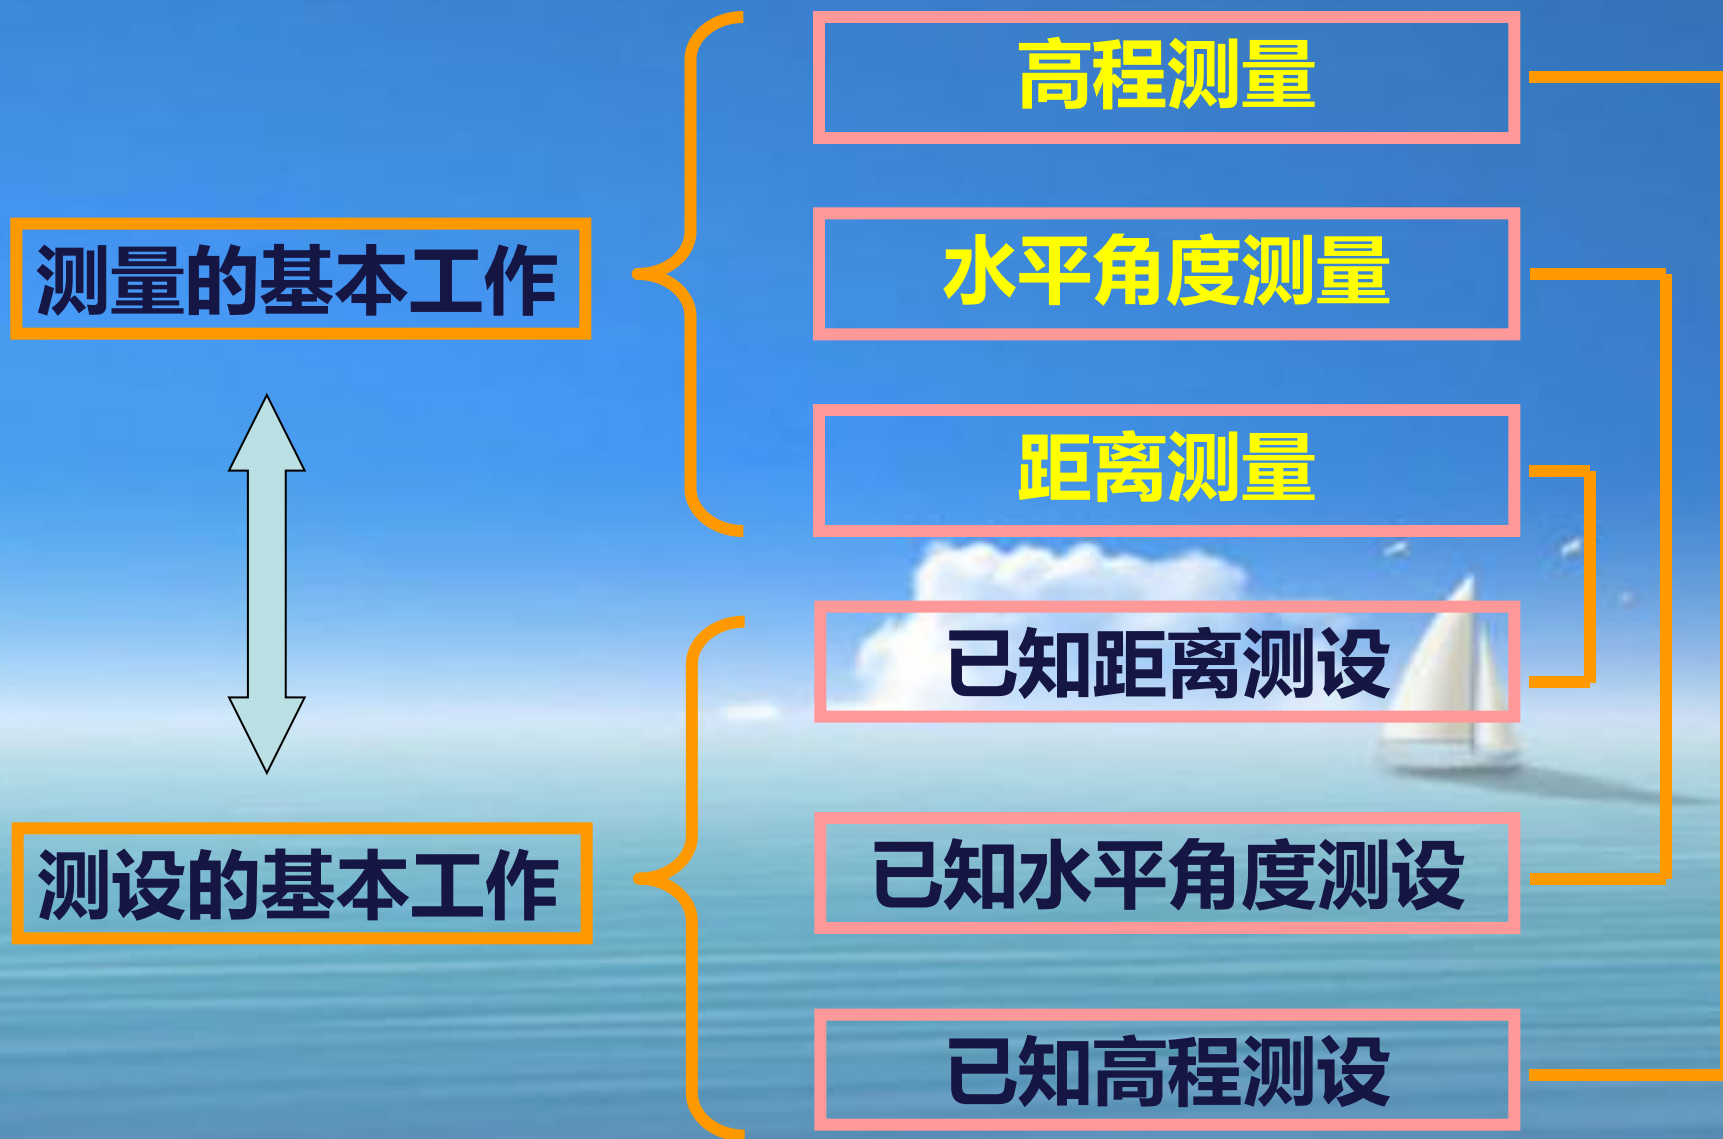 高程测量
水平角度测量
测量的基本工作
距离测量
已知距离测设
已知水平角度测设
测设的基本工作
已知高程测设